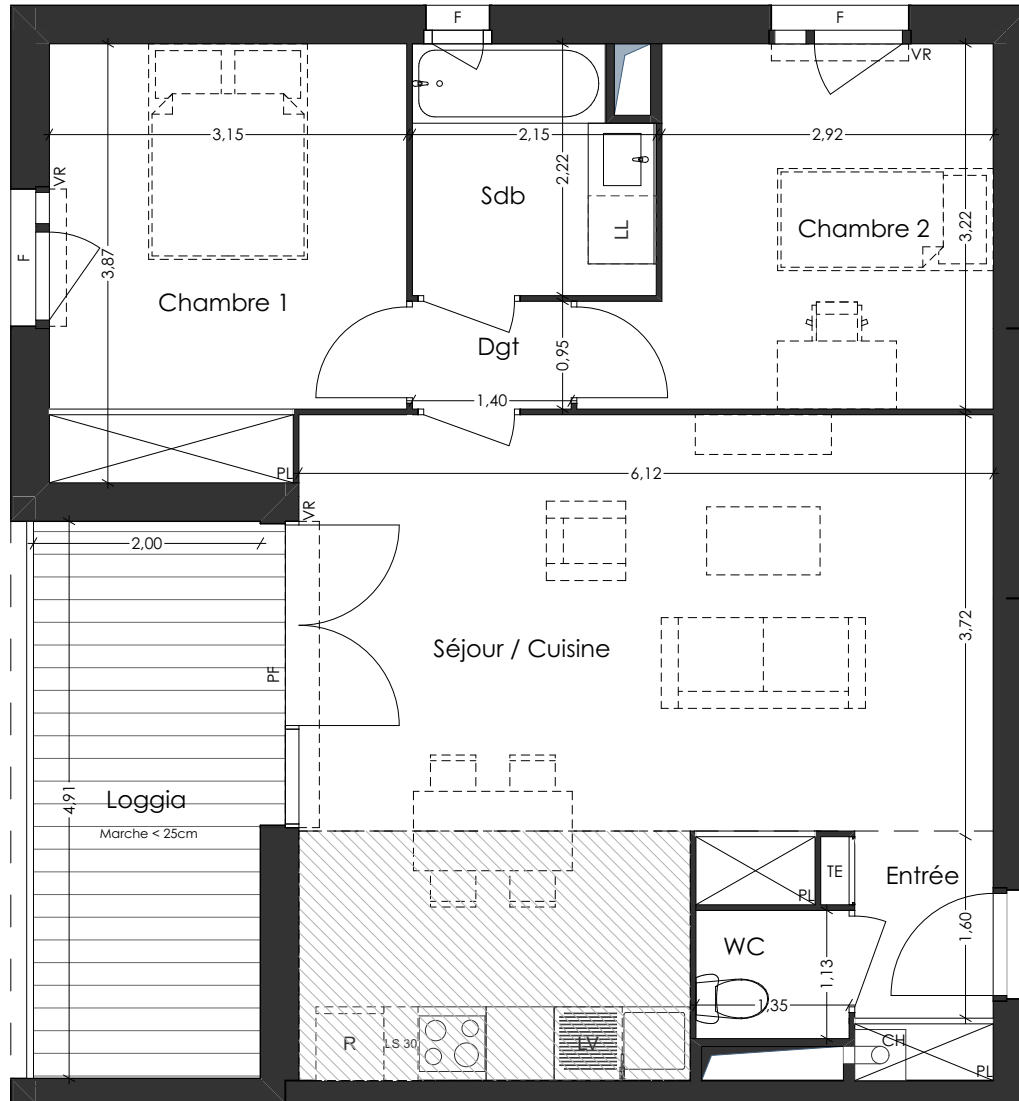 F
F
VR
3,15
2,15
2,92
2,22
VR
Sdb
LL
Chambre 2
3,22
F
3,87
Chambre 1
Dgt
0,95
1,40
PL
6,12
VR
2,00
3,72
Séjour / Cuisine
PF
4,91
Loggia
Marche < 25cm
TE
Entrée
PL
1,60
WC
1,13
1,35
R
LS 30
LV
CH
PL